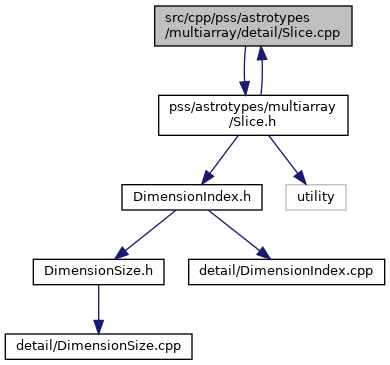 src/cpp/pss/astrotypes
/multiarray/detail/Slice.cpp
pss/astrotypes/multiarray
/Slice.h
DimensionIndex.h
utility
DimensionSize.h
detail/DimensionIndex.cpp
detail/DimensionSize.cpp